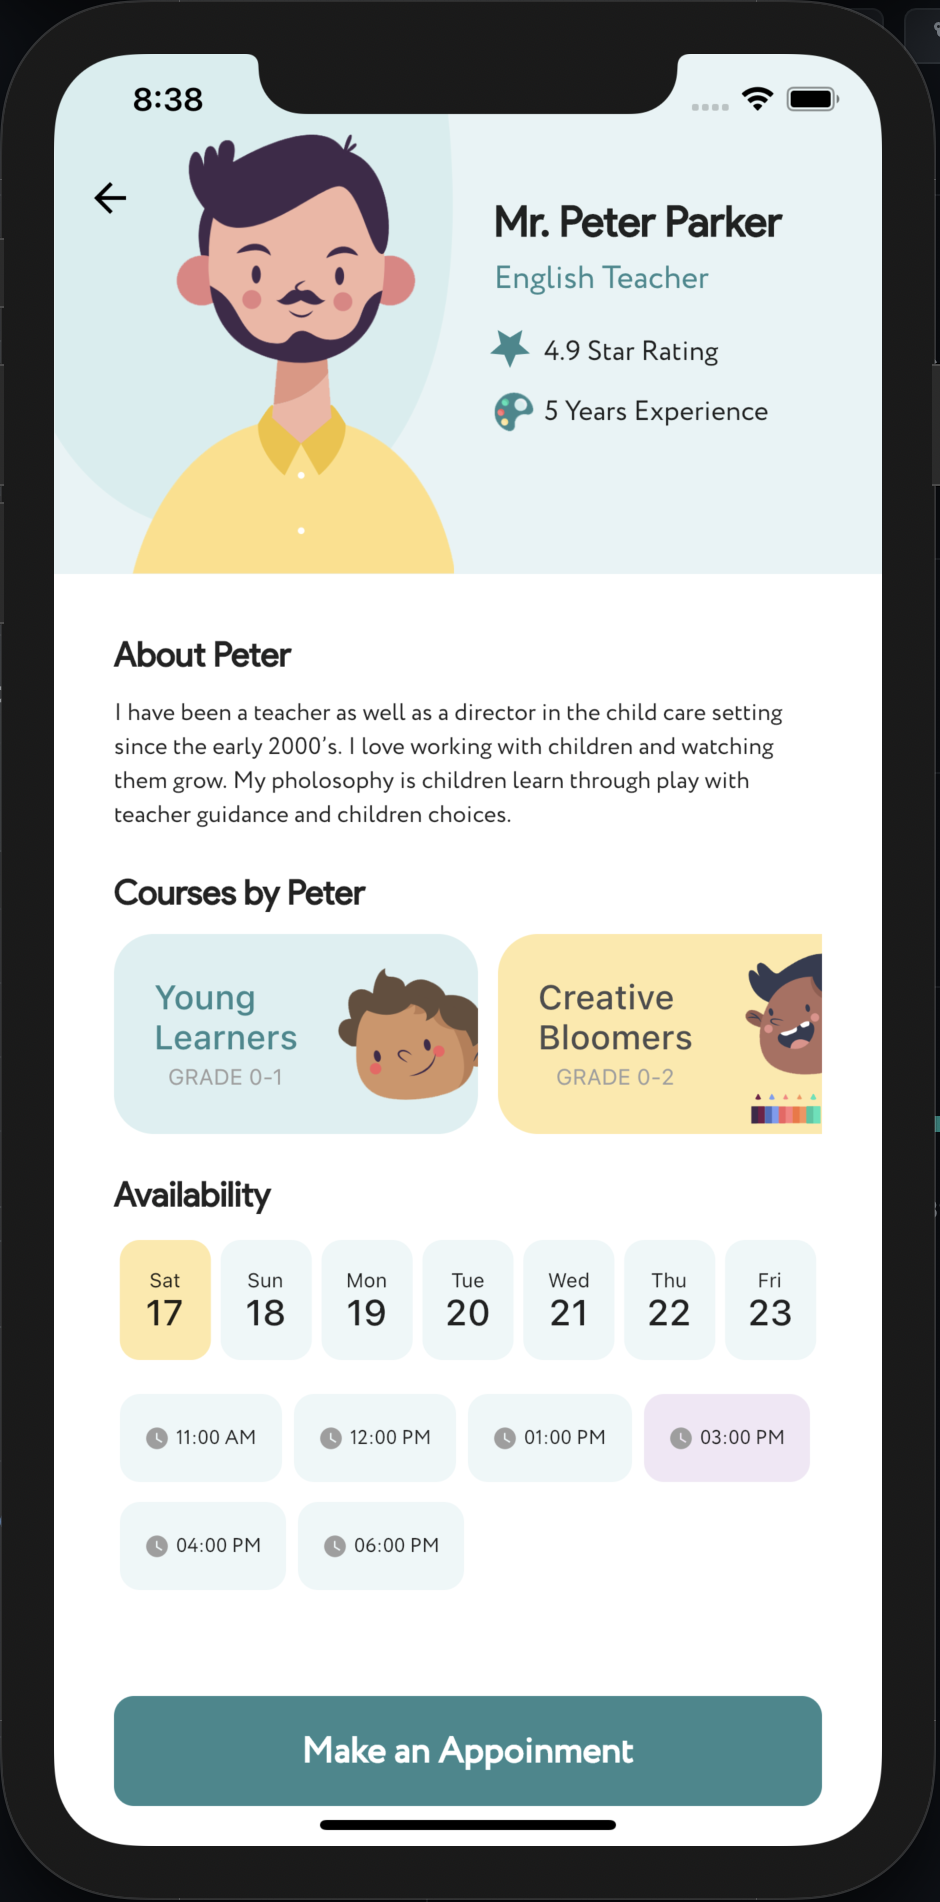 8:38
Mr. Peter Parker
English Teacher
4.9 Star Rating
5 Years Experience
About Peter
I have been a teacher as well as a director in the child care setting
since the early 2000's. I love working with children and watching
them grow. My pholosophy is children learn through play with
teacher guidance and children choices.
Courses by Peter
Young
Learners
GRADE 0-1
Creative
Bloomers
GRADE 0-2
Availability
Sat Sun Mon Tue Wed Thu Fri
17 18 19 20 21 22 23
11:00 AM 12:00 PM 01:00 PM 03:00 PM
04:00 PM 06:00 PM
Make an Appoinment